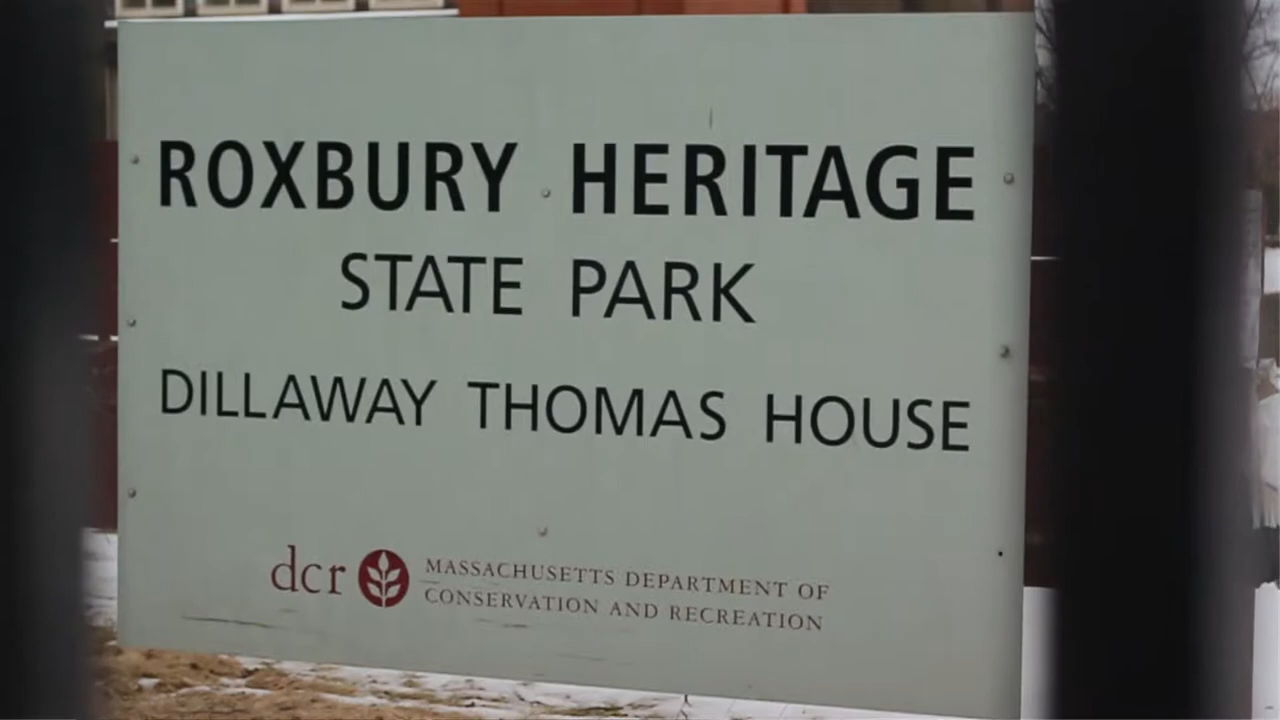 ROXBURY HERITAGE
STATE PARK
DILLAWAY THOMAS HOUSE
dcr MASSACHUSETTS DEPARTMENT OF
CONSERVATION AND RECREATION